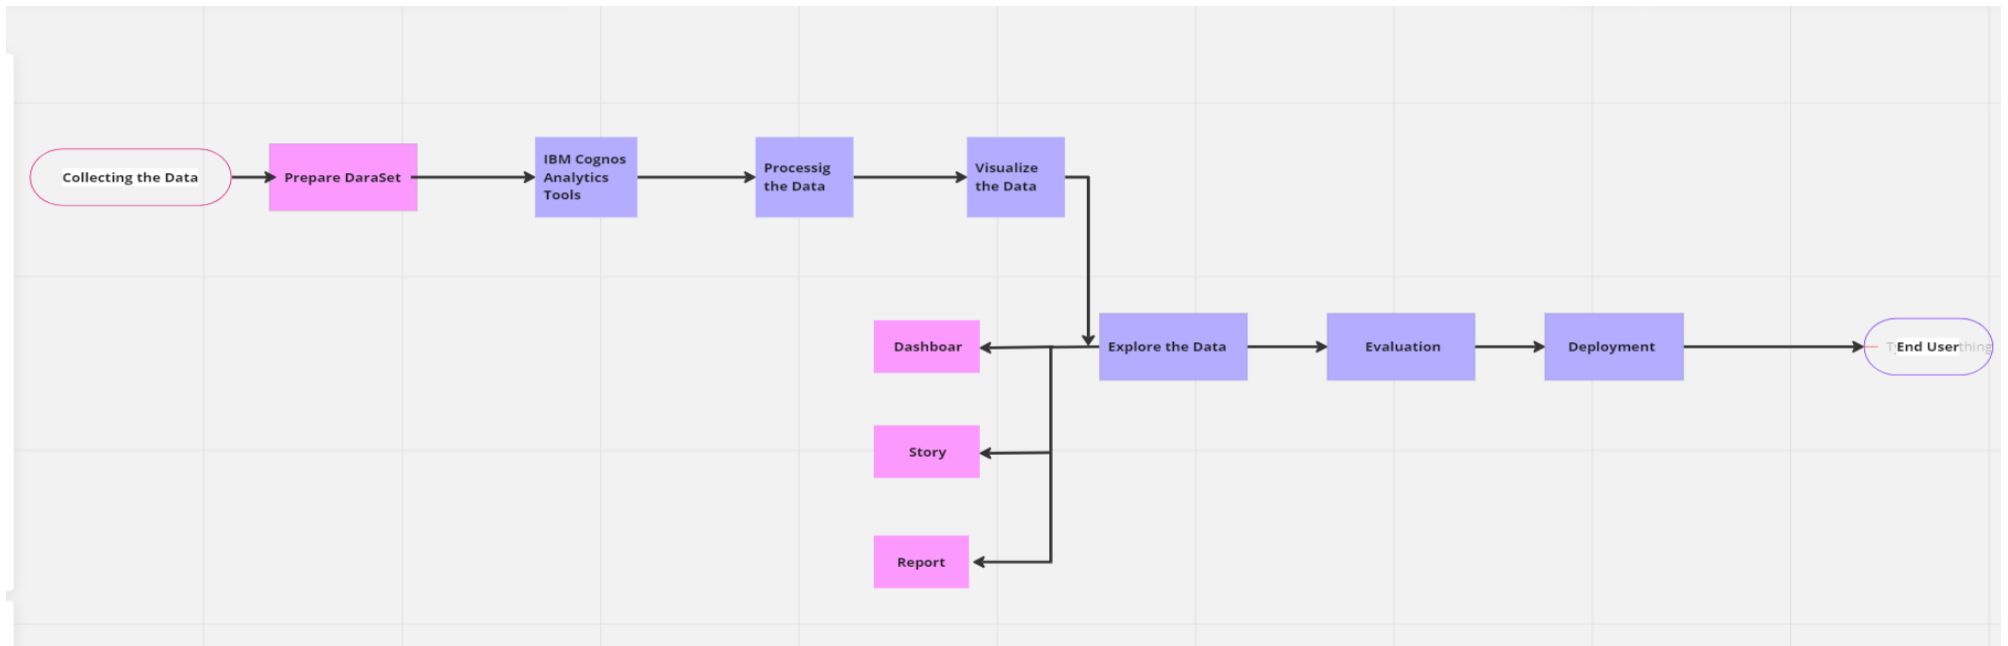 Collecting the Data
Prepare DaraSet
IBM Cognos
Analytics
Tools
Processig
the Data
Visualize
the Data
Dashboar
Explore the Data
Evaluation
Deployment
End User
Story
Report